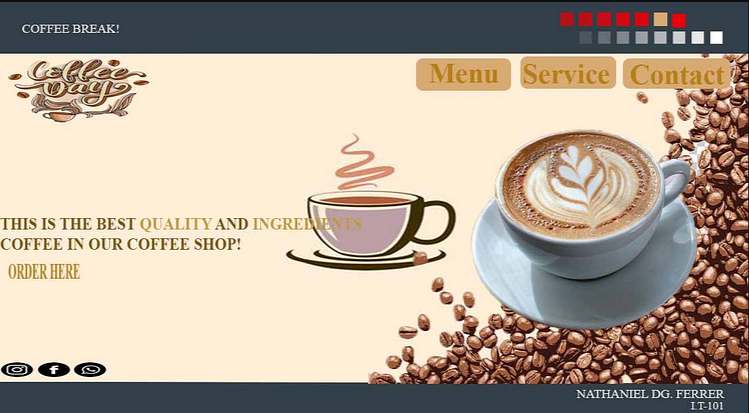 COFFEE BREAK!
Coffee
Day
Menu Service Contact
THIS IS THE BEST QUALITY AND INGREDIENTS
COFFEE IN OUR COFFEE SHOP!
ORDER HERE
NATHANIEL DG. FERRER
I.T-101